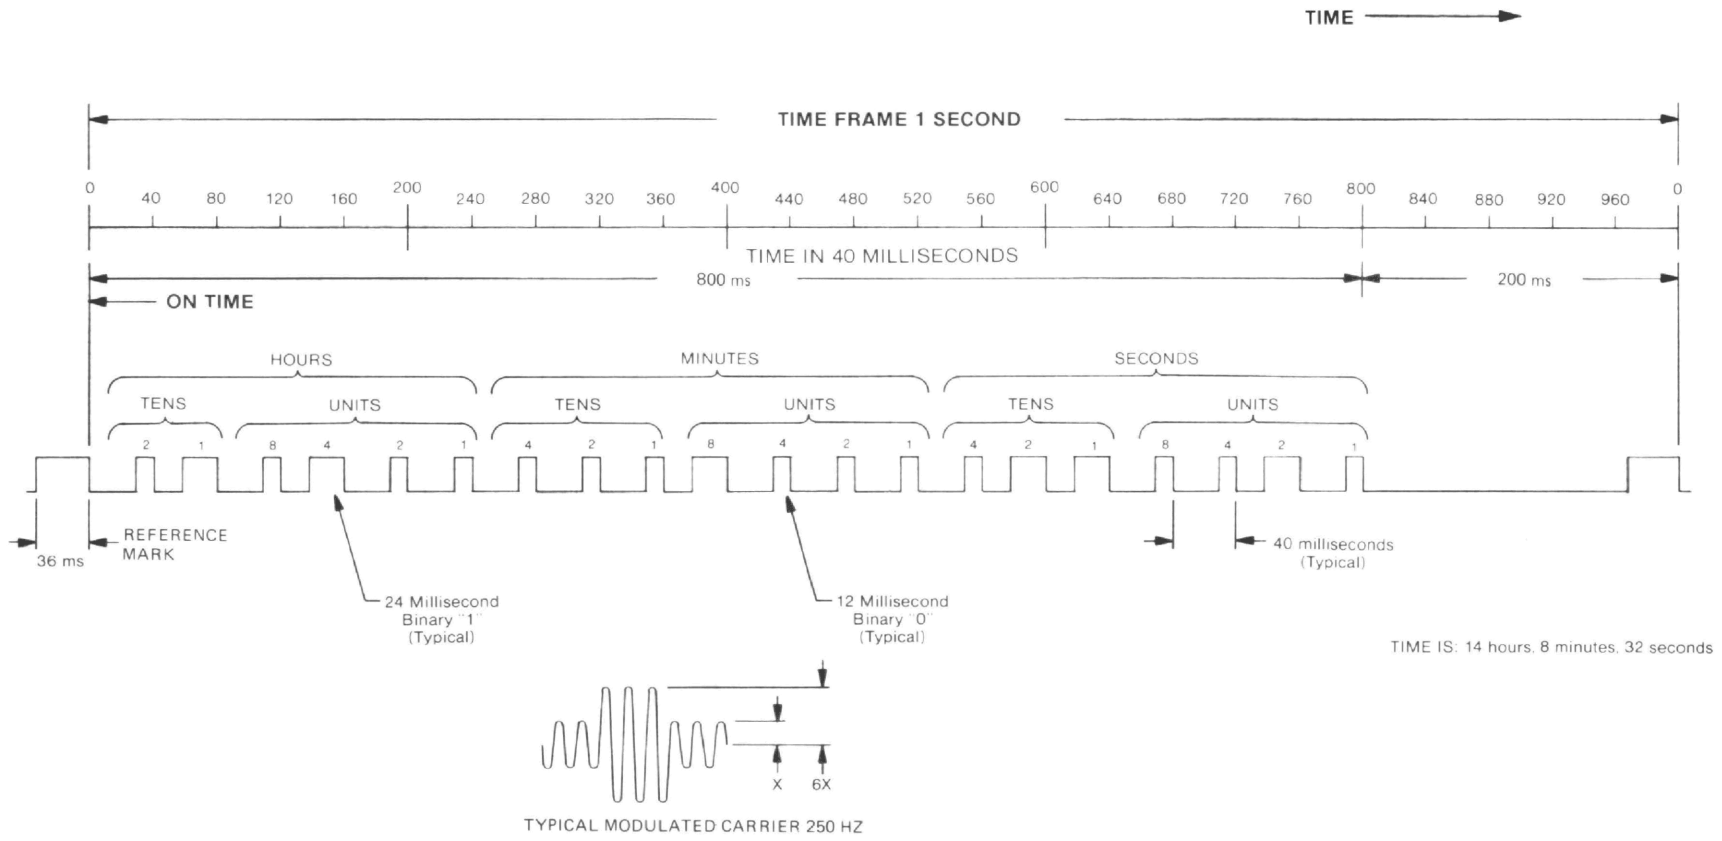 TIME
TIME FRAME 1 SECOND
0 200 400 600 800 0
40 80 120 160 240 280 320 360 440 480 520 560 640 680 720 760 840 880 920 960
TIME IN 40 MILLISECONDS
800 ms 200 ms
ON TIME
HOURS MINUTES SECONDS
TENS UNITS TENS UNITS TENS UNITS
2 1 8 4 2 1 4 2 1 8 4 2 1 4 2 1 8 4 2 1
REFERENCE
MARK
36 ms
40 milliseconds
(Typical)
24 Millisecond
Binary "1"
(Typical)
12 Millisecond
Binary "0"
(Typical)
TIME IS: 14 hours, 8 minutes, 32 seconds
X 6X
TYPICAL MODULATED CARRIER 250 HZ